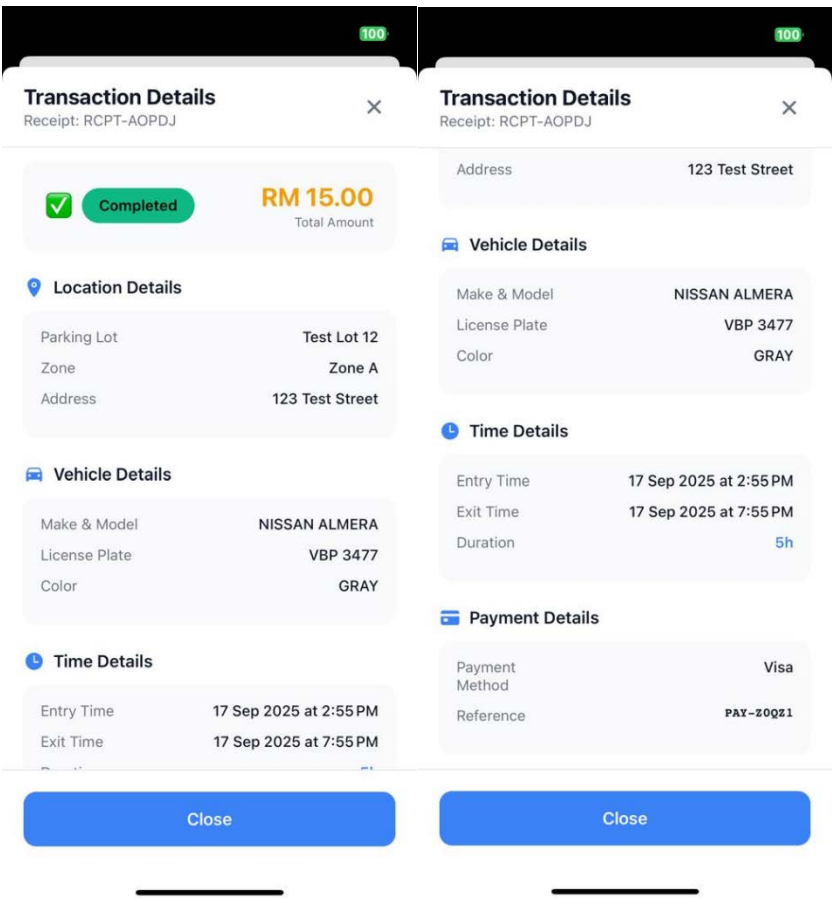 100
Transaction Details
Receipt: RCPT-AOPDJ
Completed
RM 15.00
Total Amount
Location Details
Parking Lot Test Lot 12
Zone Zone A
Address 123 Test Street
Vehicle Details
Make & Model NISSAN ALMERA
License Plate VBP 3477
Color GRAY
Time Details
Entry Time 17 Sep 2025 at 2:55 PM
Exit Time 17 Sep 2025 at 7:55 PM
Close
100
Transaction Details
Receipt: RCPT-AOPDJ
Address 123 Test Street
Vehicle Details
Make & Model NISSAN ALMERA
License Plate VBP 3477
Color GRAY
Time Details
Entry Time 17 Sep 2025 at 2:55 PM
Exit Time 17 Sep 2025 at 7:55 PM
Duration 5h
Payment Details
Payment Method Visa
Reference PAY-Z0QZ1
Close